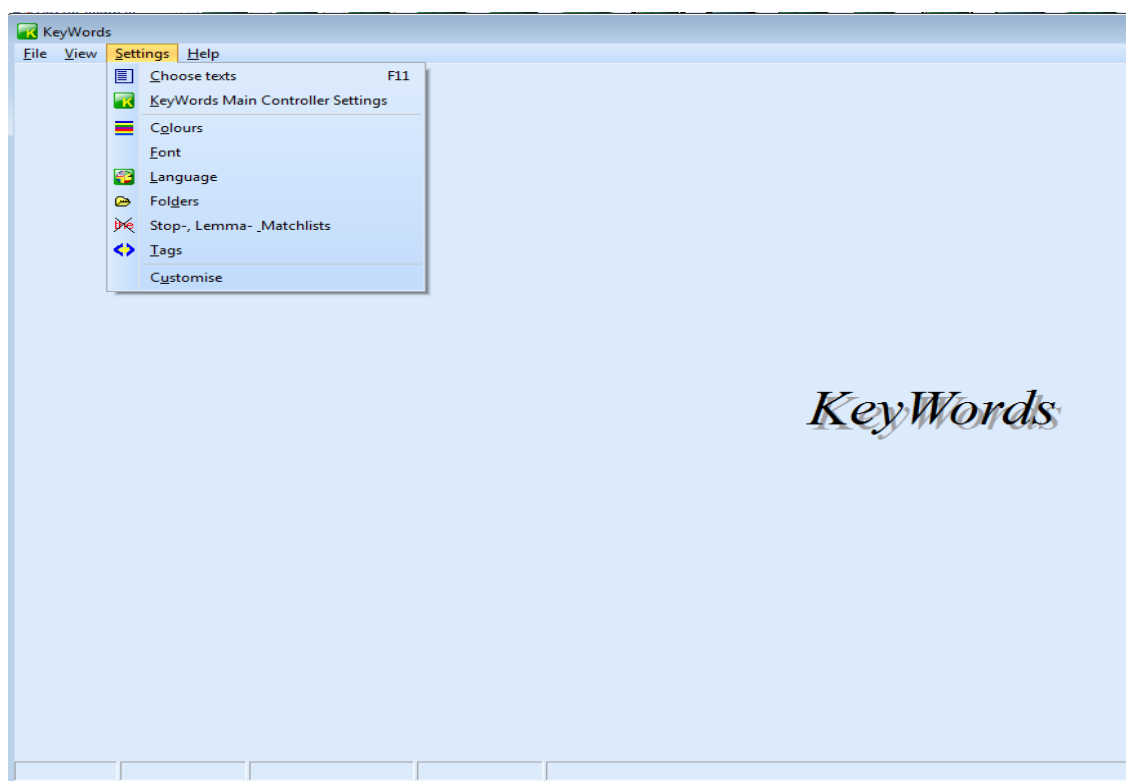 KeyWords
File View Settings Help
Choose texts F11
KeyWords Main Controller Settings
Colours
Font
Language
Folders
Stop-, Lemma- _Matchlists
Tags
Customise
KeyWords